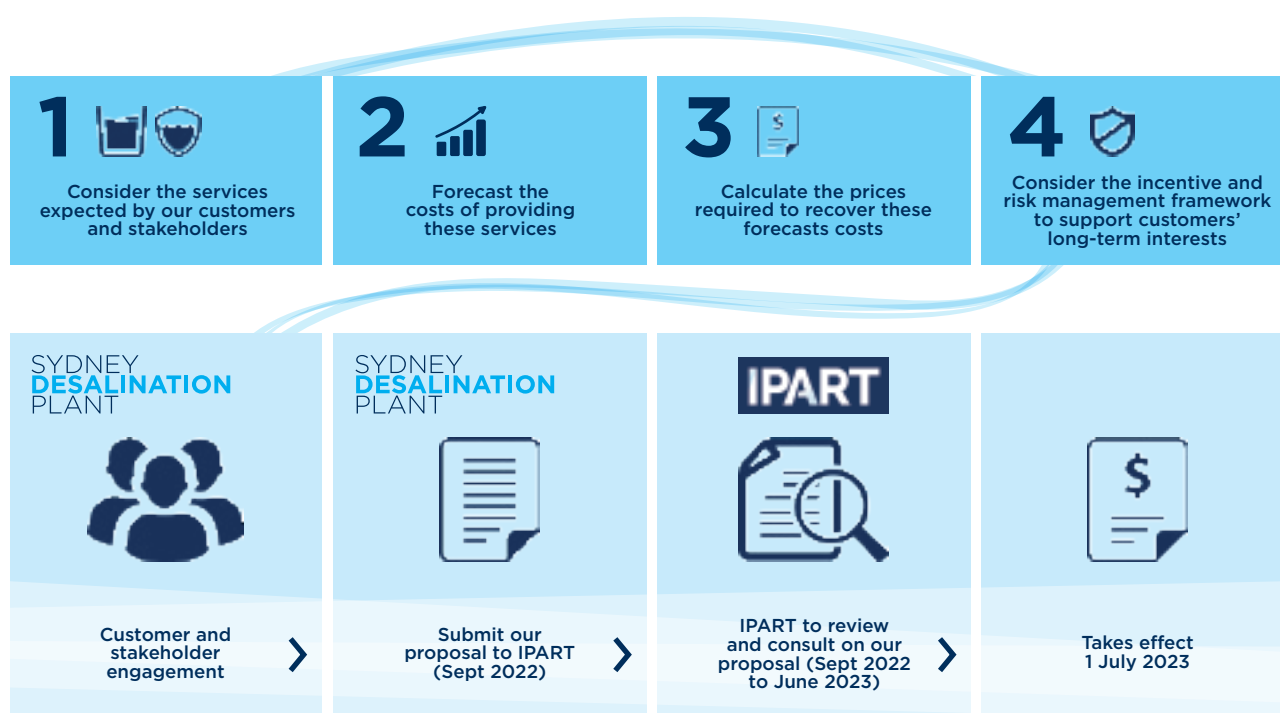 1
Consider the services
expected by our customers
and stakeholders
2
Forecast the
costs of providing
these services
3
$
Calculate the prices
required to recover these
forecasts costs
4
Consider the incentive and
risk management framework
to support customers’
long-term interests
SYDNEY
DESALINATION
PLANT
Customer and
stakeholder
engagement
SYDNEY
DESALINATION
PLANT
Submit our
proposal to IPART
(Sept 2022)
IPART
IPART to review
and consult on our
proposal (Sept 2022
to June 2023)
$
Takes effect
1 July 2023